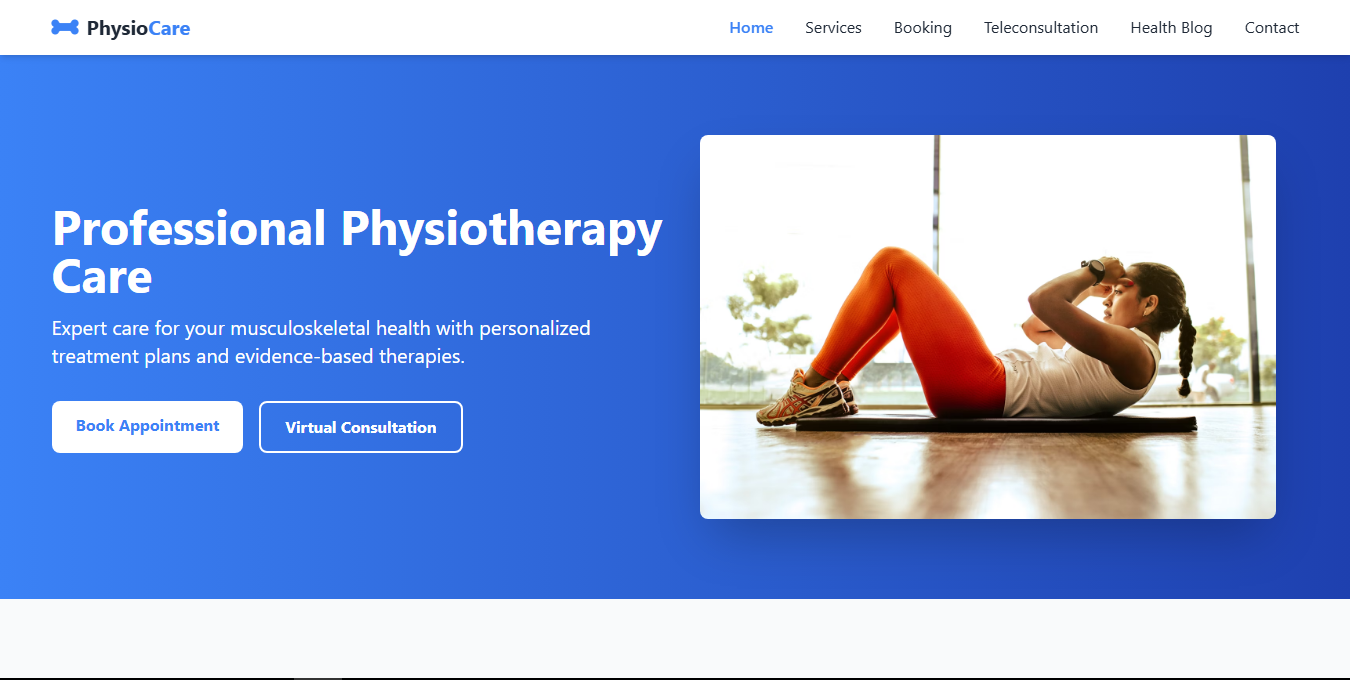 PhysioCare
Home Services Booking Teleconsultation Health Blog Contact
Professional Physiotherapy
Care
Expert care for your musculoskeletal health with personalized
treatment plans and evidence-based therapies.
Book Appointment
Virtual Consultation